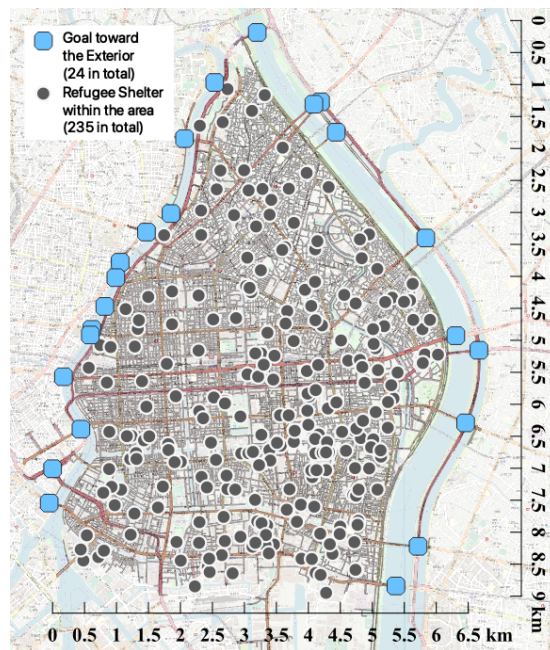 Goal toward
the Exterior
(24 in total)
Refugee Shelter
within the area
(235 in total)
0
0.5
1
1.5
2
2.5
3
3.5
4
4.5
5
5.5
6
6.5
7
7.5
8
8.5
9 km
0 0.5 1 1.5 2 2.5 3 3.5 4 4.5 5 5.5 6 6.5 km